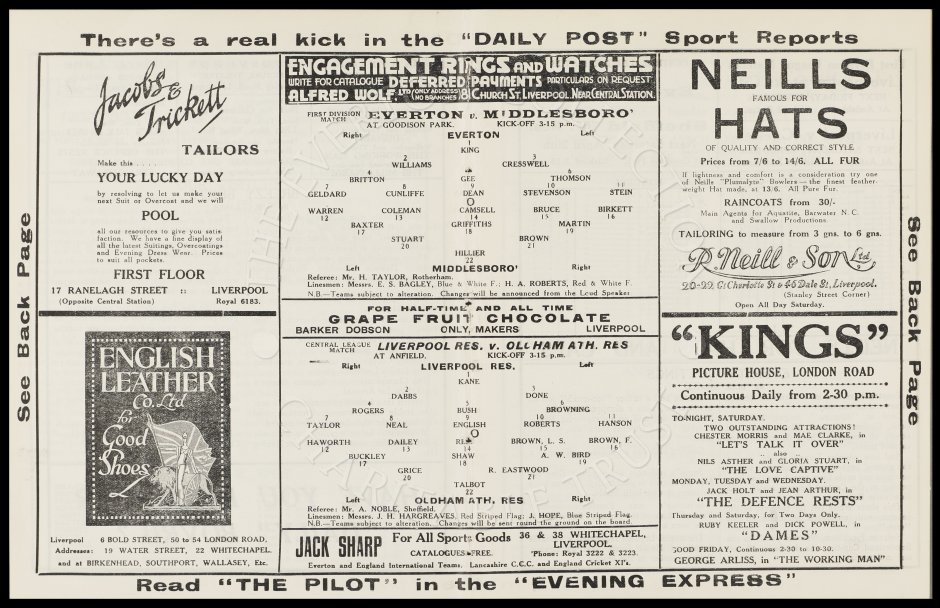 There's a real kick in the "DAILY POST" Sport Reports
See Back Page
Jacobs & Trickett
TAILORS
Make this . . . . .
YOUR LUCKY DAY
by resolving to let us make your
next Suit or Overcoat and we will
POOL
all our resources to give you satis
faction. We have a fine display of
all the latest Suitings, Overcoatings
and Evening Dress Wear. Prices
to suit all pockets.
FIRST FLOOR
17 RANELAGH STREET :: LIVERPOOL
(Opposite Central Station) Royal 6183.
ENGLISH
LEATHER
Co. Ltd
for
Good
Shoes
Liverpool 6 BOLD STREET, 50 to 54 LONDON ROAD,
Addresses: 19 WATER STREET, 22 WHITECHAPEL.
and at BIRKENHEAD, SOUTHPORT, WALLASEY, Etc.
ENGAGEMENT RINGS AND WATCHES
WRITE FOR CATALOGUE DEFERRED PAYMENTS PARTICULARS ON REQUEST
ALFRED WOLF, LTD (ONLY ADDRESS NO BRANCHES) 8 CHURCH ST. LIVERPOOL. NEAR CENTRAL STATION.
FIRST DIVISION MATCH EVERTON v. MIDDLESBORO'
AT GOODISON PARK. KICK-OFF 3-15 p.m.
Right EVERTON Left
1
KING
2 3
WILLIAMS CRESSWELL
4 5 6
BRITTON GEE THOMSON
7 8 9 10 11
GELDARD CUNLIFFE DEAN STEVENSON STEIN
O
WARREN COLEMAN CAMSELL BRUCE BIRKETT
12 13 14 15 16
BAXTER GRIFFITHS MARTIN
17 18 19
STUART BROWN
20 21
HILLIER
22
Left MIDDLESBORO' Right
Referee: Mr. H. TAYLOR, Rotherham.
Linesmen: Messrs. E. S. BAGLEY, Blue & White F.; H. A. ROBERTS, Red & White F.
N.B.—Teams subject to alteration. Changes will be announced from the Loud Speaker
FOR HALF-TIME AND ALL TIME
GRAPE FRUIT CHOCOLATE
BARKER DOBSON ONLY, MAKERS LIVERPOOL
CENTRAL LEAGUE MATCH LIVERPOOL RES. v. OLDHAM ATH. RES
AT ANFIELD. KICK-OFF 3-15 p.m.
Right LIVERPOOL RES. Left
1
KANE
2 3
DABBS DONE
4 5 6
ROGERS BUSH BROWNING
7 8 9 10 11
TAYLOR NEAL ENGLISH ROBERTS HANSON
O
HAWORTH DAILEY BROWN, L. S. BROWN, F.
12 13 14 15 16
BUCKLEY SHAW A. W. BIRD
17 18 19
GRICE R. EASTWOOD
20 21
TALBOT
22
Left OLDHAM ATH, RES Right
Referee: Mr. A. NOBLE, Sheffield.
Linesmen: Messrs. J. H. HARGREAVES, Red Striped Flag; J. HOPE, Blue Striped Flag.
N.B.—Teams subject to alteration. Changes will be sent round the ground on the board
JACK SHARP For All Sports Goods 36 & 38 WHITECHAPEL,
LIVERPOOL.
CATALOGUES FREE. 'Phone: Royal 3222 & 3223.
Everton and England International Teams. Lancashire C.C.C. and England Cricket XI's.
NEILLS
FAMOUS FOR
HATS
OF QUALITY AND CORRECT STYLE
Prices from 7/6 to 14/6. ALL FUR
If lightness and comfort is a consideration try one
of Neills "Plumalyte" Bowlers—the finest feather-
weight Hat made, at 13/6. All Pure Fur.
RAINCOATS from 30/-
Main Agents for Aquatite, Barwater N. C.
and Swallow Productions.
TAILORING to measure from 3 gns. to 6 gns.
R. Neill & Son Ltd.
20-22 Gt Charlotte St & 46 Dale St, Liverpool.
(Stanley Street Corner)
Open All Day Saturday.
"KINGS"
PICTURE HOUSE, LONDON ROAD
Continuous Daily from 2-30 p.m.
TO-NIGHT, SATURDAY.
TWO OUTSTANDING ATTRACTIONS!
CHESTER MORRIS and MAE CLARKE, in
"LET'S TALK IT OVER"
.. also ..
NILS ASTHER and GLORIA STUART, in
"THE LOVE CAPTIVE"
MONDAY, TUESDAY and WEDNESDAY.
JACK HOLT and JEAN ARTHUR, in
"THE DEFENCE RESTS"
Thursday and Saturday, for Two Days Only.
RUBY KEELER and DICK POWELL, in
"DAMES"
GOOD FRIDAY, Continuous 2-30 to 10-30.
GEORGE ARLISS, in "THE WORKING MAN"
See Back Page
Read "THE PILOT" in the "EVENING EXPRESS"